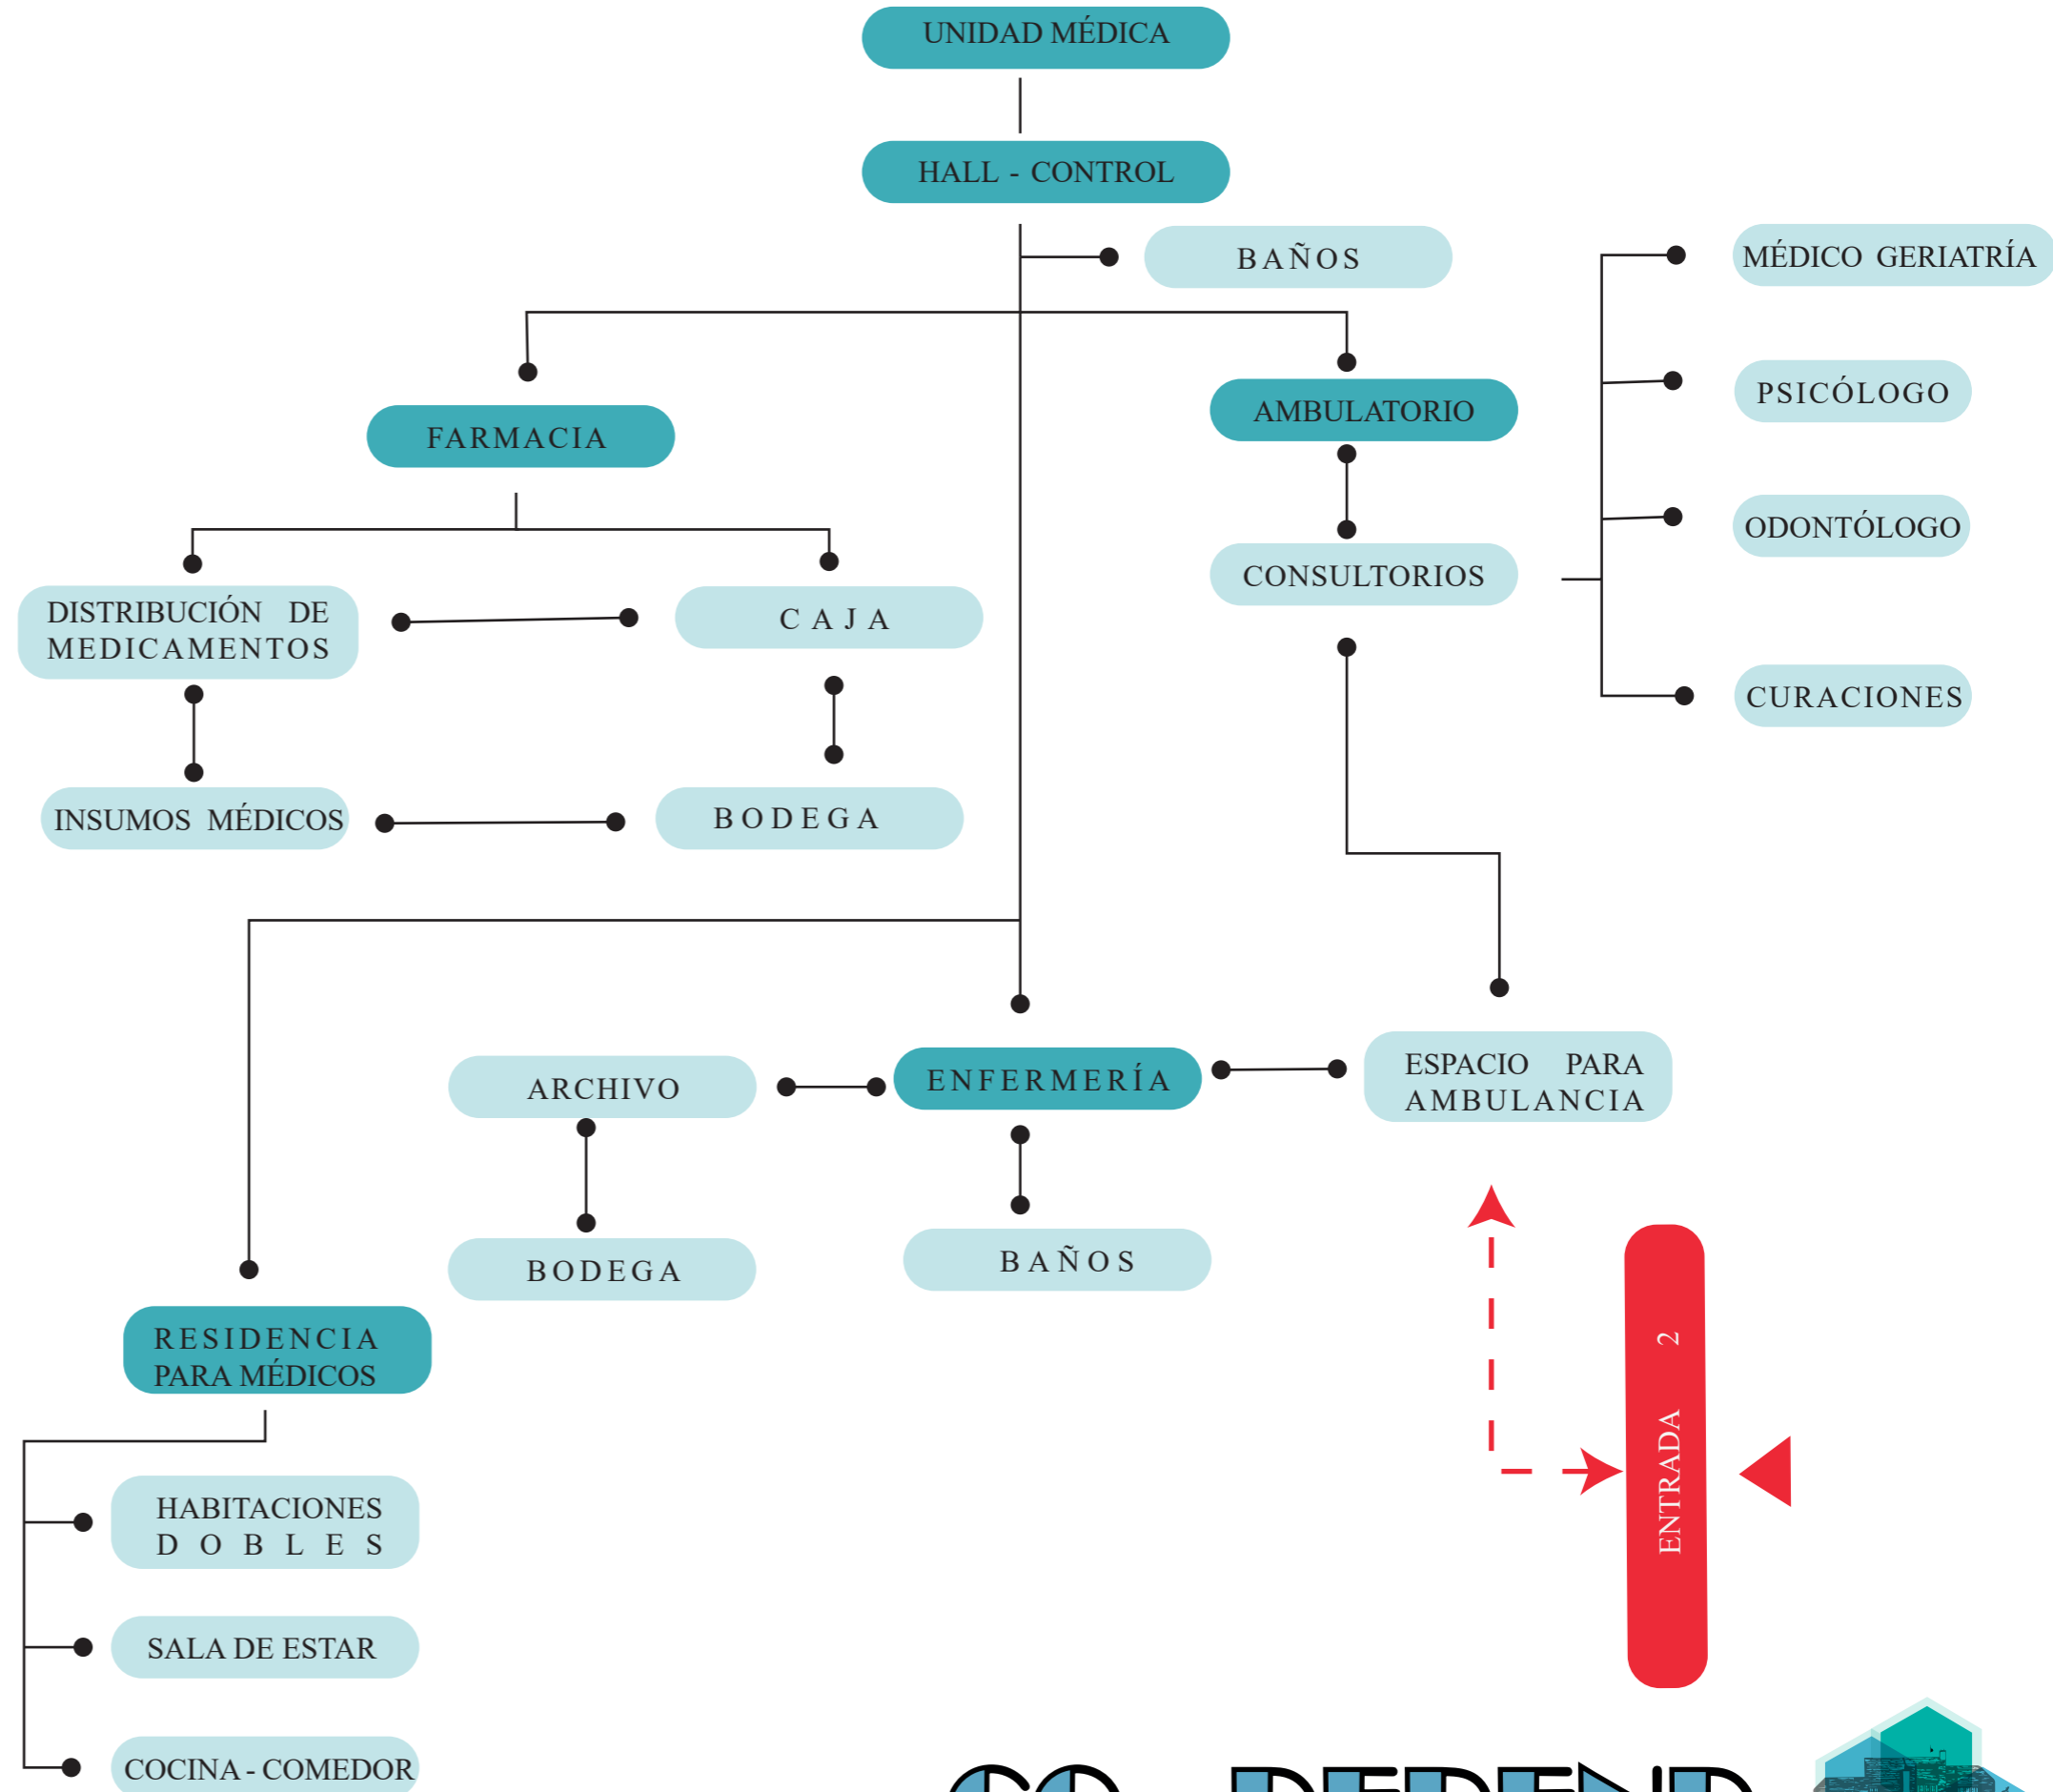 UNIDAD MÉDICA
HALL - CONTROL
BAÑOS
MÉDICO GERIATRÍA
PSICÓLOGO
AMBULATORIO
FARMACIA
ODONTÓLOGO
CONSULTORIOS
DISTRIBUCIÓN DE
MEDICAMENTOS
CAJA
CURACIONES
INSUMOS MÉDICOS
BODEGA
ESPACIO PARA
AMBULANCIA
ENFERMERÍA
ARCHIVO
BAÑOS
BODEGA
RESIDENCIA
PARA MÉDICOS
ENTRADA 2
HABITACIONES
DOBLES
SALA DE ESTAR
COCINA - COMEDOR